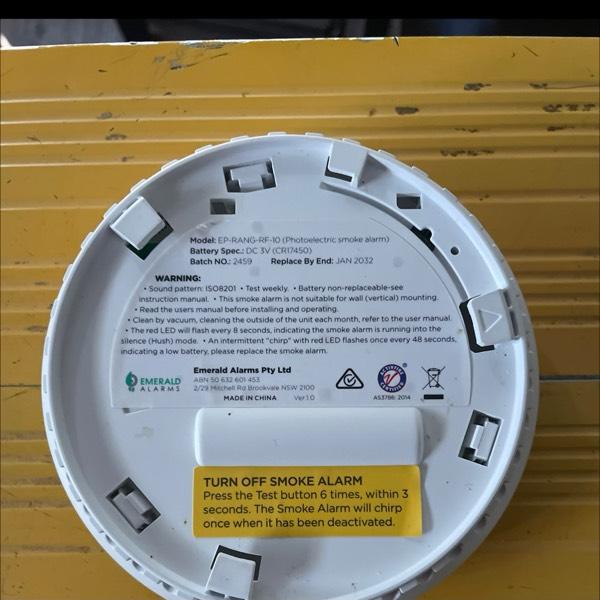 Model: EP-RANG-RF-10 (Photoelectric smoke alarm)
Battery Spec.: DC 3V (CR17450)
Batch NO.: 2459 Replace By End: JAN 2032
WARNING:
• Sound pattern: ISO8201 • Test weekly. • Battery non-replaceable-see
instruction manual. • This smoke alarm is not suitable for wall (vertical) mounting.
• Read the users manual before installing and operating.
• Clean by vacuum, cleaning the outside of the unit each month, refer to the user manual.
• The red LED will flash every 8 seconds, indicating the smoke alarm is running into the
silence (Hush) mode. • An intermittent "chirp" with red LED flashes once every 48 seconds,
indicating a low battery, please replace the smoke alarm.
EMERALD
ALARMS
Emerald Alarms Pty Ltd
ABN 50 632 601 453
2/29 Mitchell Rd Brookvale NSW 2100
MADE IN CHINA Ver 1.0
AS3786: 2014
TURN OFF SMOKE ALARM
Press the Test button 6 times, within 3
seconds. The Smoke Alarm will chirp
once when it has been deactivated.